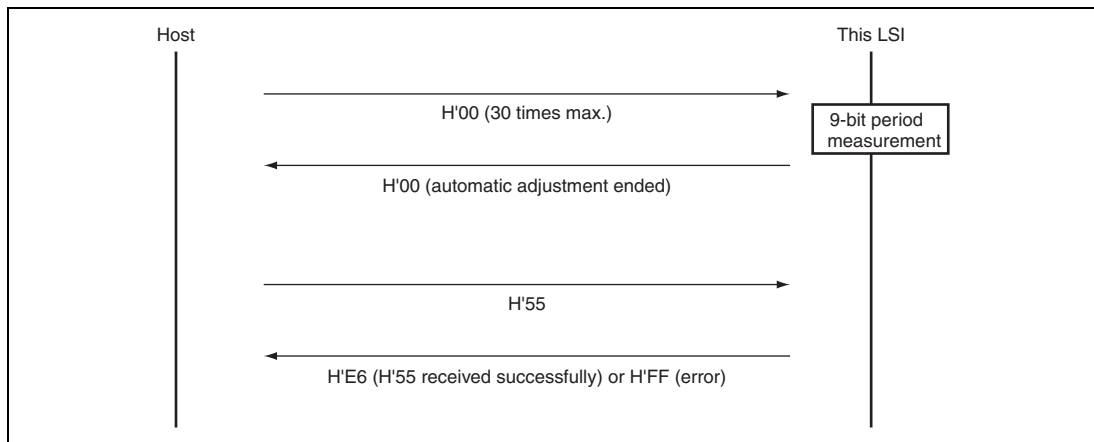 Host
This LSI
H'00 (30 times max.)
9-bit period
measurement
H'00 (automatic adjustment ended)
H'55
H'E6 (H'55 received successfully) or H'FF (error)